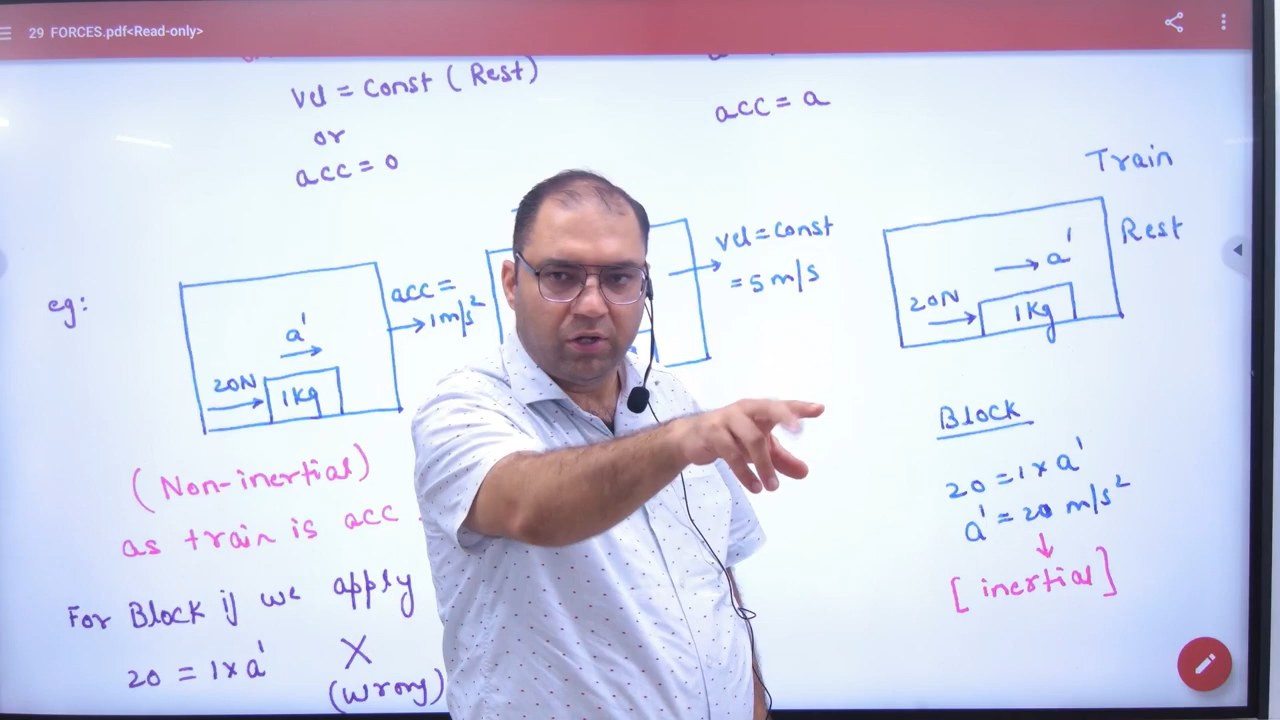 29 FORCES.pdf<Read-only>
Vel = Const (Rest)
or
acc = 0
acc = a
eg:
a'
20N
1Kg
acc =
1m/s²
Vel = Const
= 5 m/s
Train
Rest
a'
20N
1Kg
(Non-inertial)
as train is acc.
For Block if we apply
20 = 1 x a' X
(wrong)
Block
20 = 1 x a'
a' = 20 m/s²
[inertial]